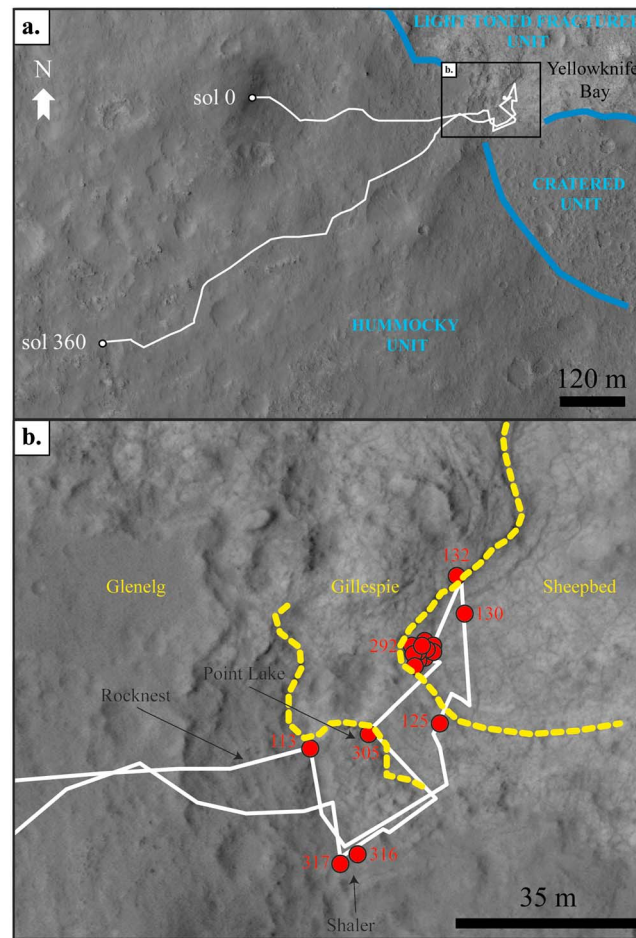 a.
LIGHT TONED FRACTURED
UNIT
N
b.
Yellowknife
Bay
sol 0
CRATERED
UNIT
HUMMOCKY
UNIT
sol 360
120 m
b.
132
Glenelg
Gillespie
Sheepbed
130
292
Point Lake
Rocknest
125
305
317
316
Shaler
35 m